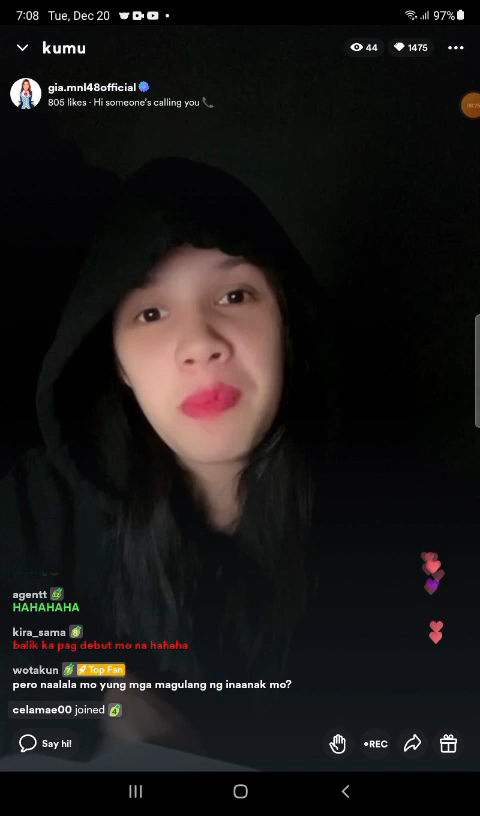 7:08 Tue, Dec 20
97%
kumu
44
1475
gia.mnl48official
805 likes · Hi someone's calling you 📞
agentt
HAHAHAHA
kira_sama
balik ka pag debut mo na hahaha
wotakun Top Fan
pero naalala mo yung mga magulang ng inaanak mo?
celamae00 joined
Say hi!
•REC